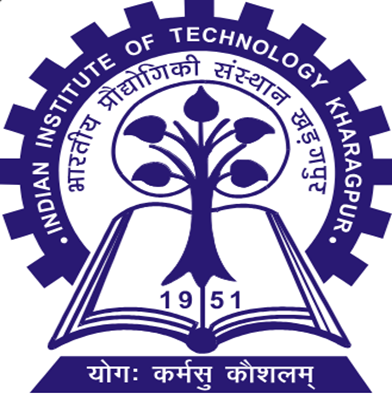 INDIAN INSTITUTE OF TECHNOLOGY KHARAGPUR
भारतीय प्रौद्योगिकी संस्थान खड़गपुर
1951
योगः कर्मसु कौशलम्